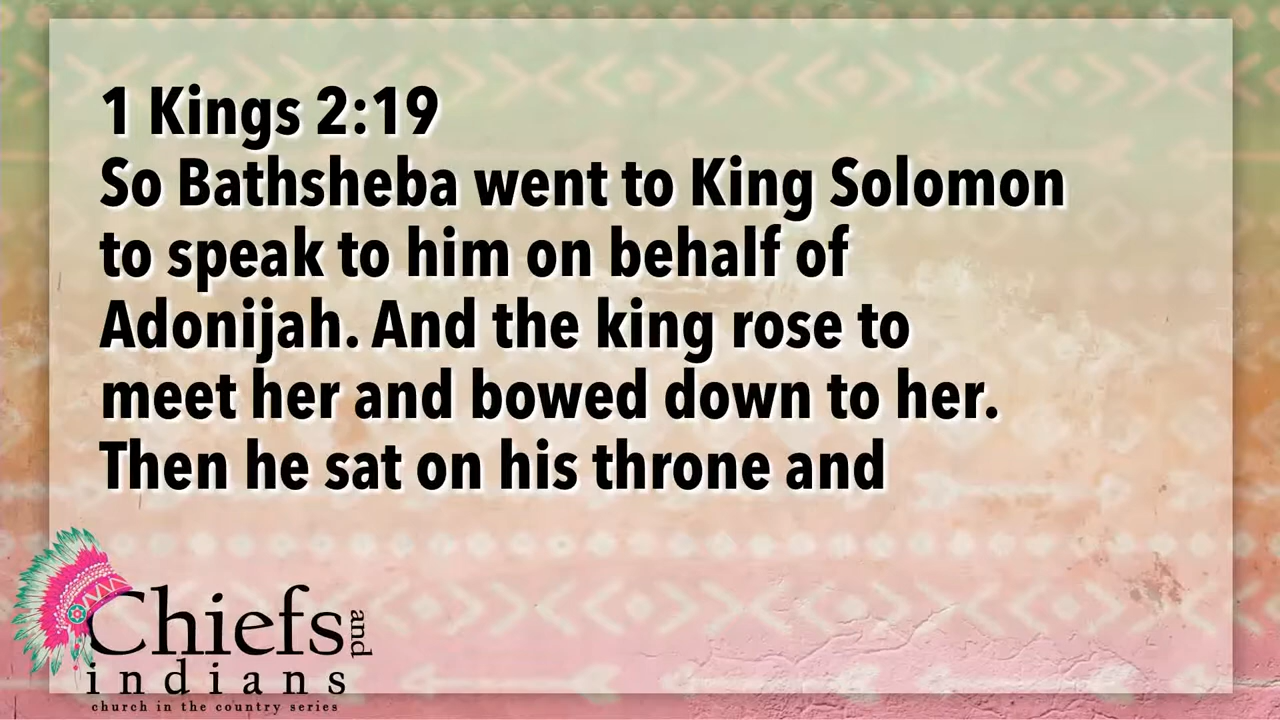 1 Kings 2:19
So Bathsheba went to King Solomon
to speak to him on behalf of
Adonijah. And the king rose to
meet her and bowed down to her.
Then he sat on his throne and
Chiefs and
indians
church in the country series